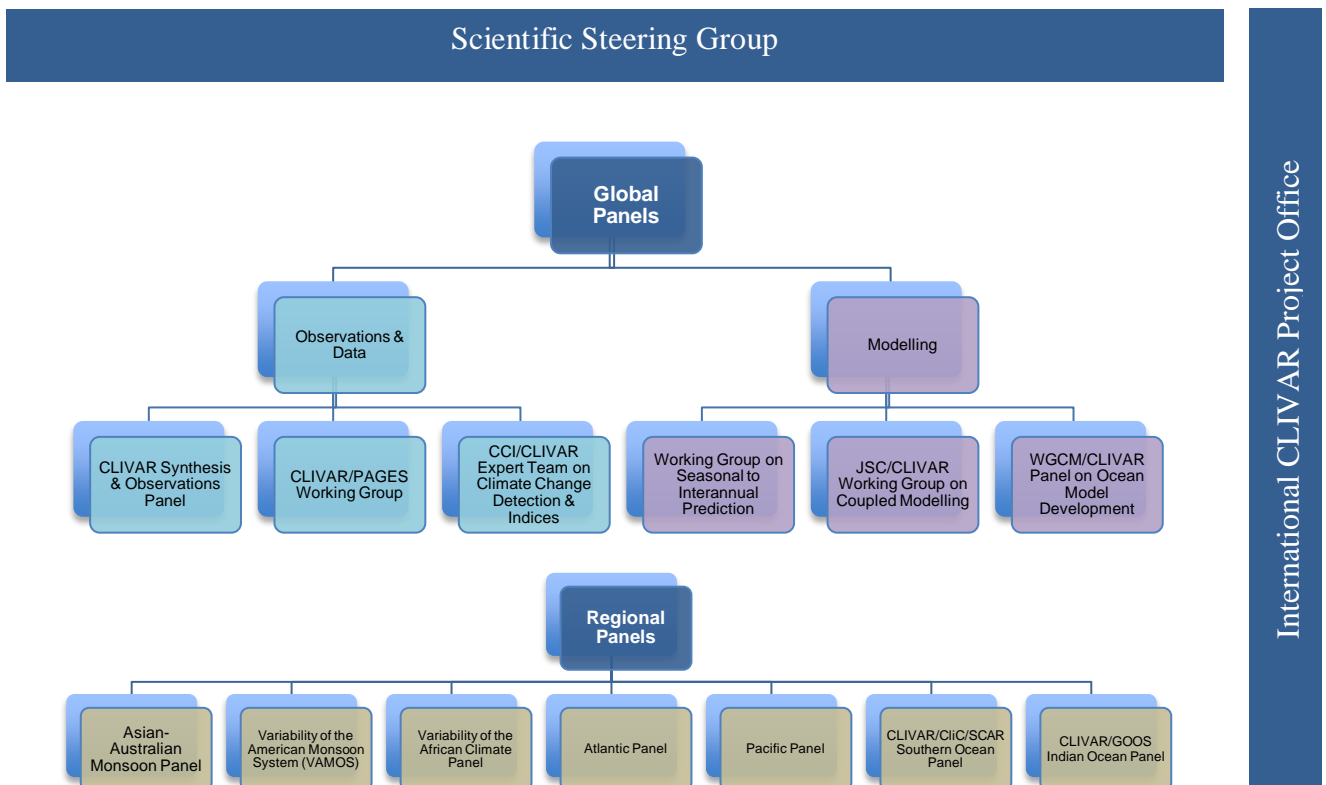 Scientific Steering Group
Global
Panels
Observations &
Data
Modelling
CLIVAR Synthesis
& Observations
Panel
CLIVAR/PAGES
Working Group
CCI/CLIVAR
Expert Team on
Climate Change
Detection &
Indices
Working Group on
Seasonal to
Interannual
Prediction
JSC/CLIVAR
Working Group on
Coupled Modelling
WGCM/CLIVAR
Panel on Ocean
Model
Development
Regional
Panels
Asian-
Australian
Monsoon Panel
Variability of the
American Monsoon
System (VAMOS)
Variability of the
African Climate
Panel
Atlantic Panel
Pacific Panel
CLIVAR/CliC/SCAR
Southern Ocean
Panel
CLIVAR/GOOS
Indian Ocean Panel
International CLIVAR Project Office